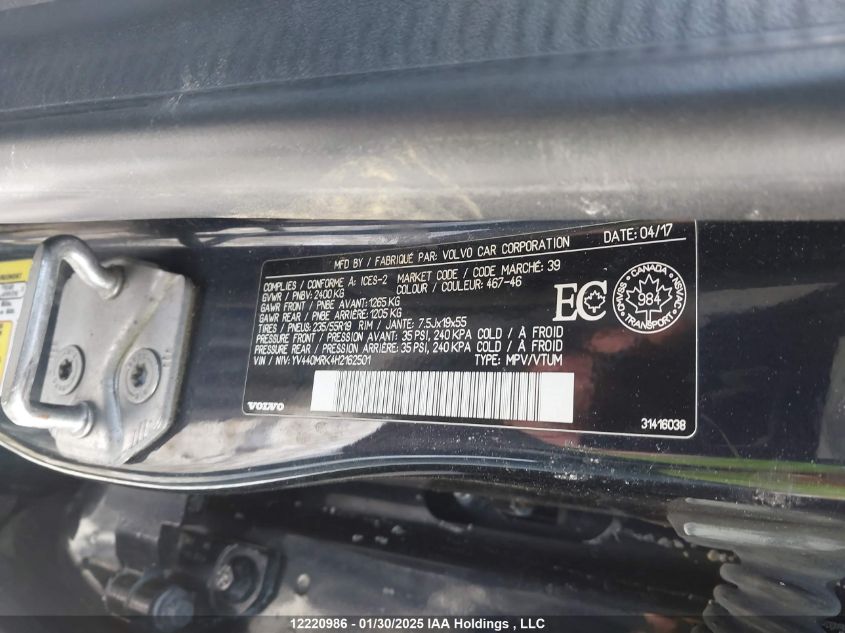 MFD BY / FABRIQUÉ PAR: VOLVO CAR CORPORATION DATE: 04/17
COMPLIES / CONFORME À: ICES-2 MARKET CODE / CODE MARCHÉ: 39
GVWR / PNBV: 2400 KG COLOUR / COULEUR: 467-46
GAWR FRONT / PNBE AVANT: 1265 KG
GAWR REAR / PNBE ARRIÈRE: 1205 KG
TIRES / PNEUS: 235/55R19 RIM / JANTE: 7.5Jx19x55
PRESSURE FRONT / PRESSION AVANT: 35 PSI, 240 KPA COLD / À FROID
PRESSURE REAR / PRESSION ARRIÈRE: 35 PSI, 240 KPA COLD / À FROID
VIN / NIV: YV440MRK4H2162501 TYPE: MPV/VTUM
EC
CANADA
CMVSS 984 NSVAC
TRANSPORT
VOLVO
31416038
12220986 - 01/30/2025 IAA Holdings , LLC